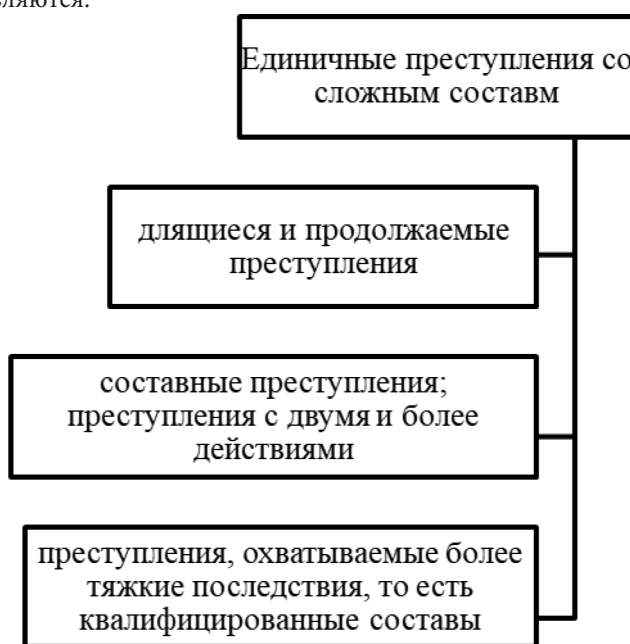 Единичные преступления со
сложным составм
длящиеся и продолжаемые
преступления
составные преступления;
преступления с двумя и более
действиями
преступления, охватываемые более
тяжкие последствия, то есть
квалифицированные составы